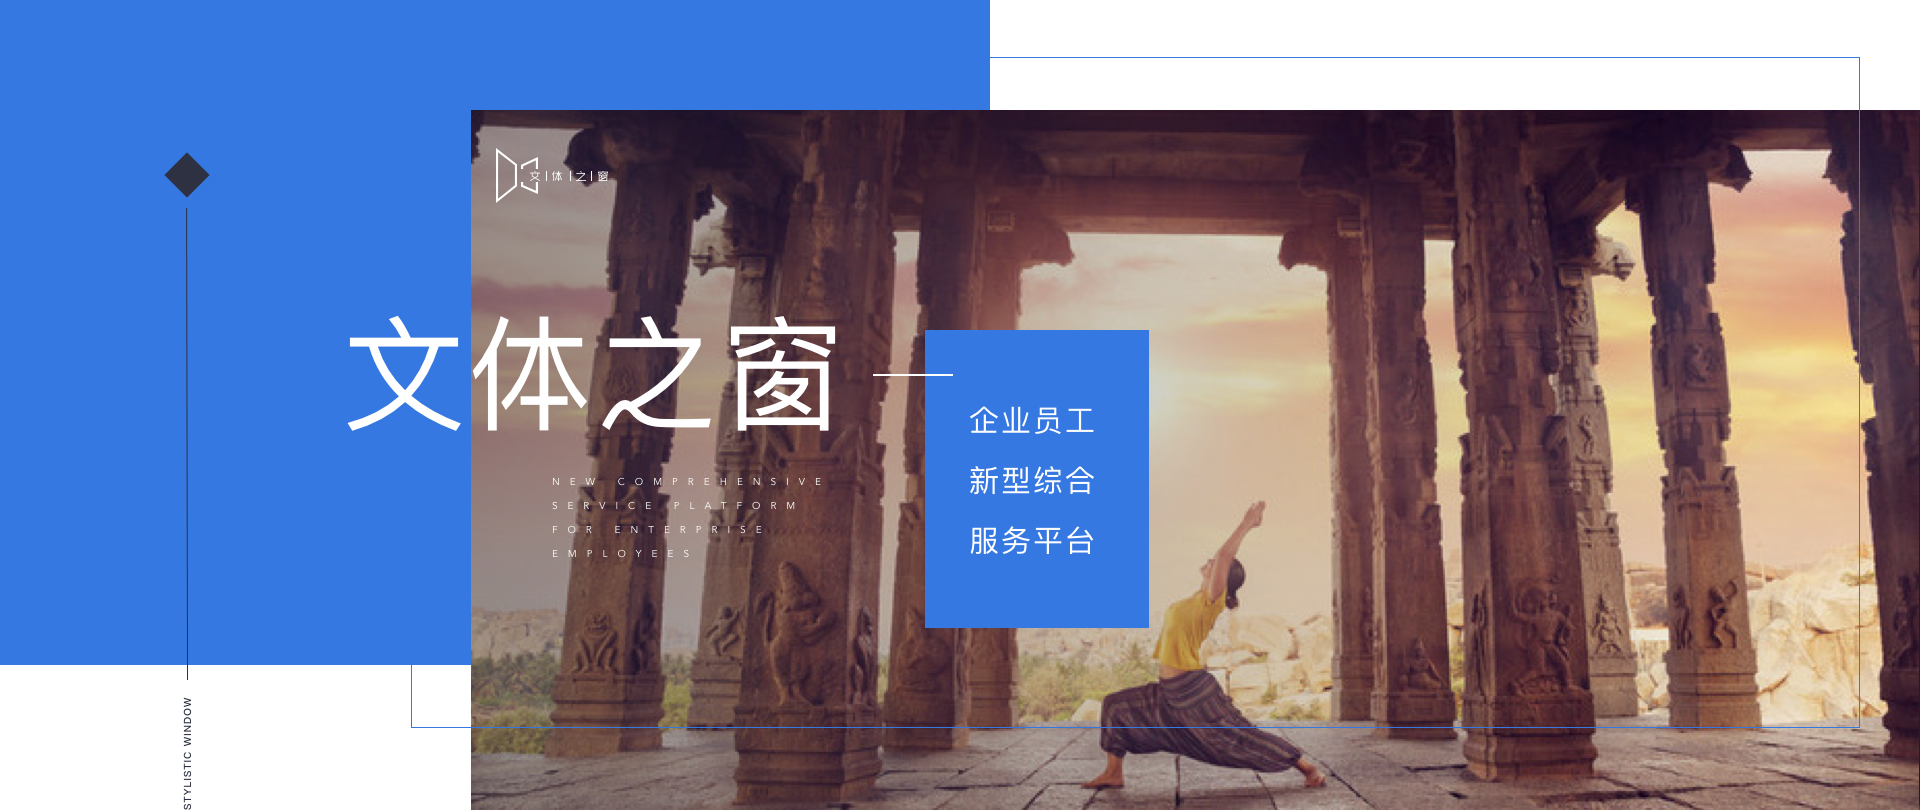 文体之窗
文体之窗
NEW COMPREHENSIVE
SERVICE PLATFORM
FOR ENTERPRISE
EMPLOYEES
企业员工
新型综合
服务平台
STYLISTIC WINDOW